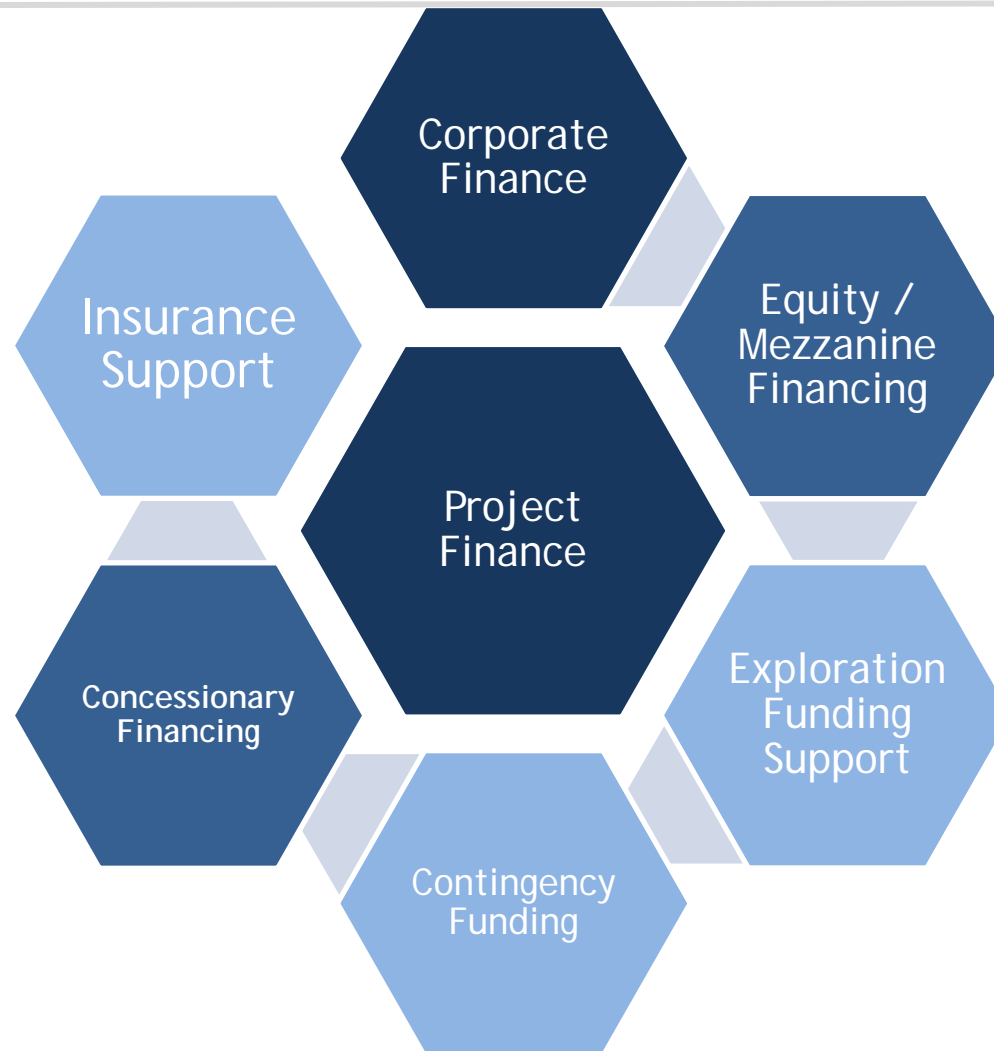 Corporate
Finance
Insurance
Support
Equity /
Mezzanine
Financing
Project
Finance
Concessionary
Financing
Exploration
Funding
Support
Contingency
Funding